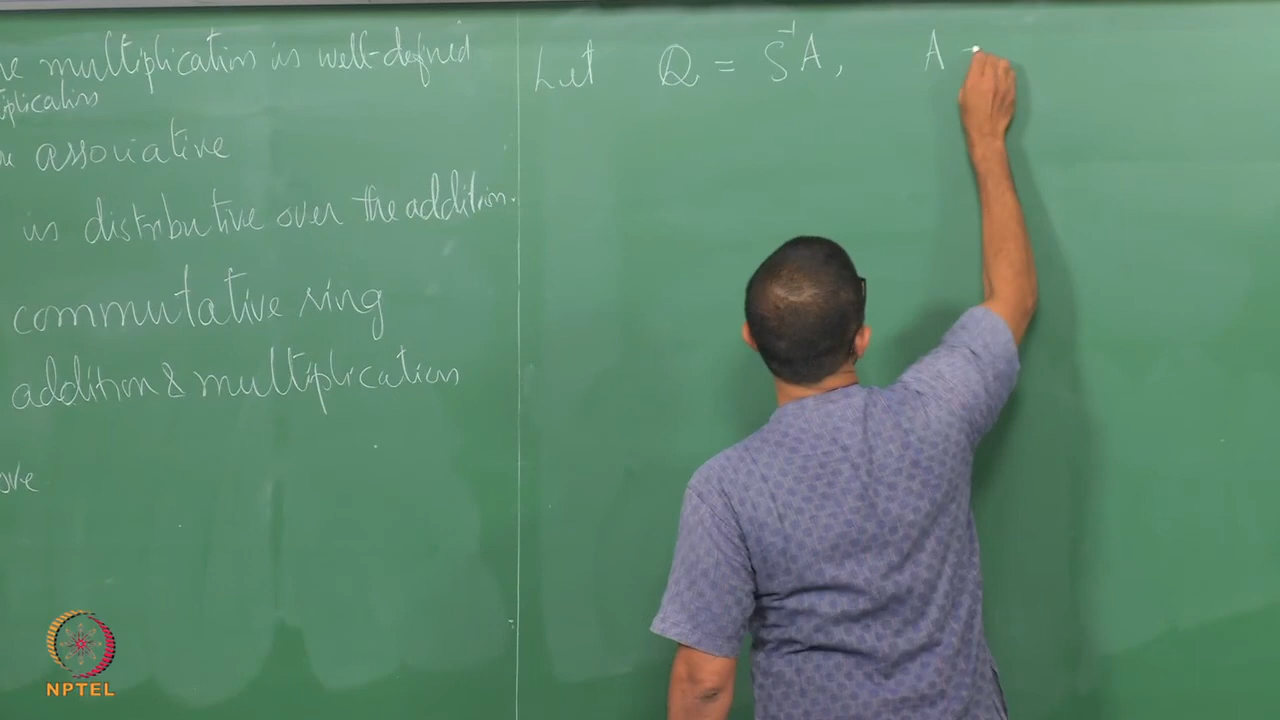 multiplication is well-defined
associative
is distributive over the addition.
commutative ring
addition & multiplication
Let Q = S⁻¹A, A
NPTEL